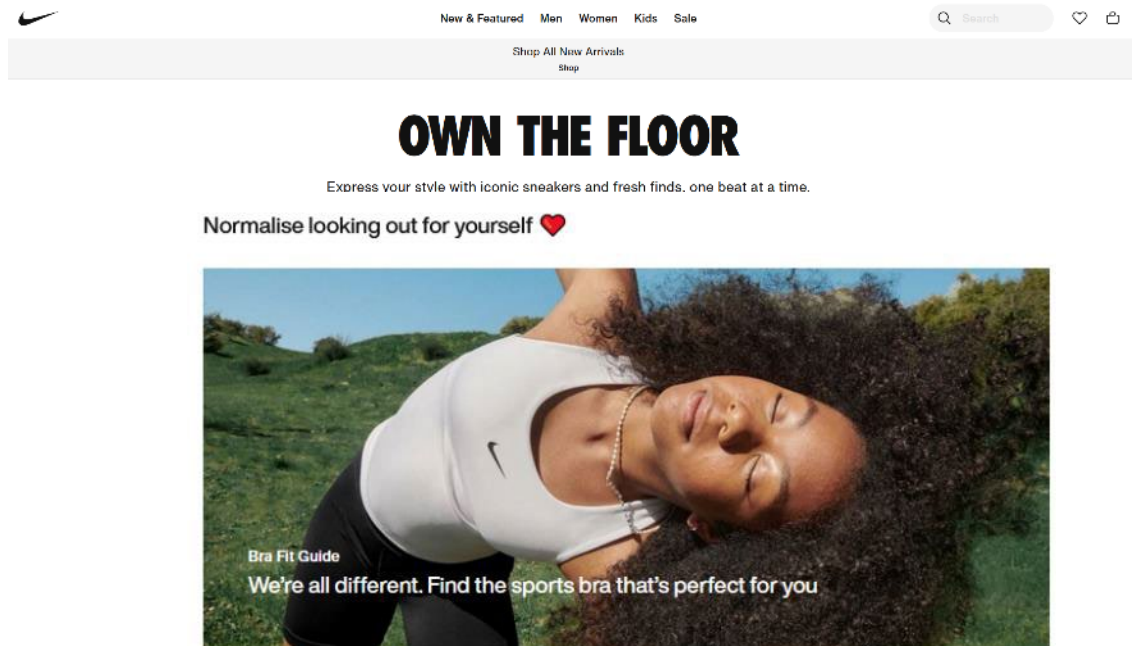 New & Featured Men Women Kids Sale
Search
Shop All New Arrivals
Shop
OWN THE FLOOR
Express your style with iconic sneakers and fresh finds, one beat at a time.
Normalise looking out for yourself ❤️
Bra Fit Guide
We're all different. Find the sports bra that's perfect for you